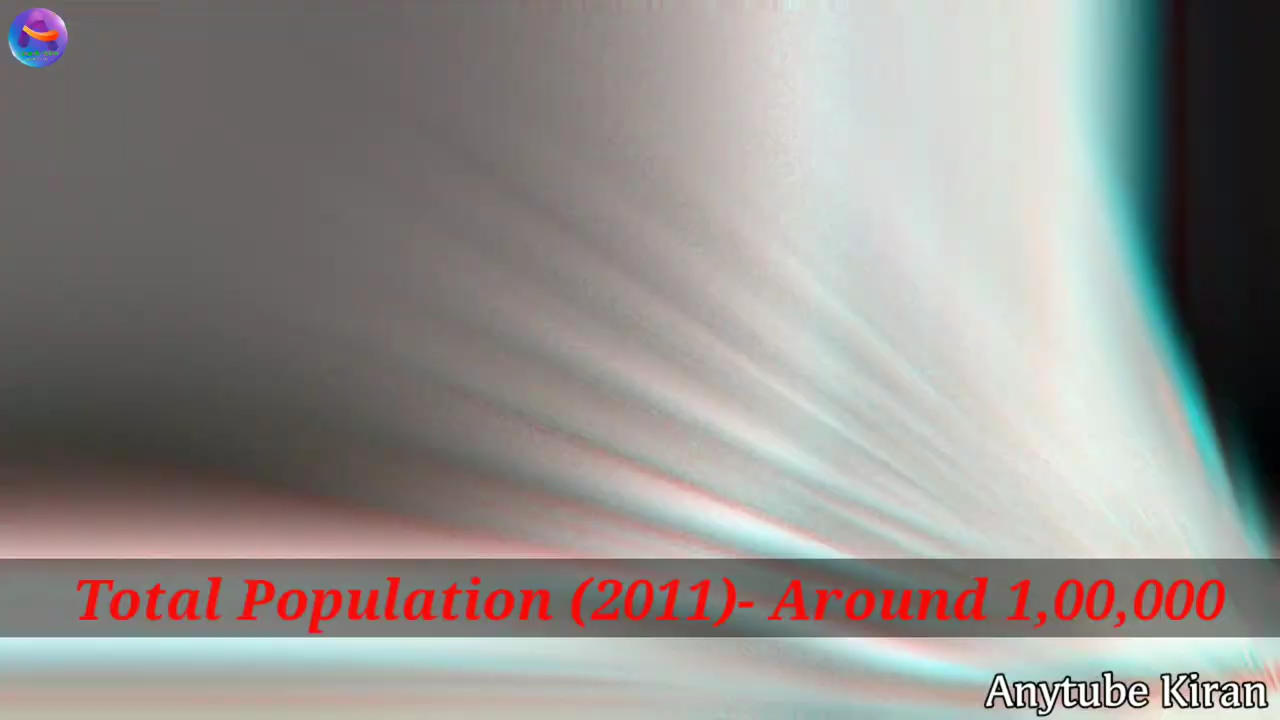 Total Population (2011)- Around 1,00,000
Anytube Kiran